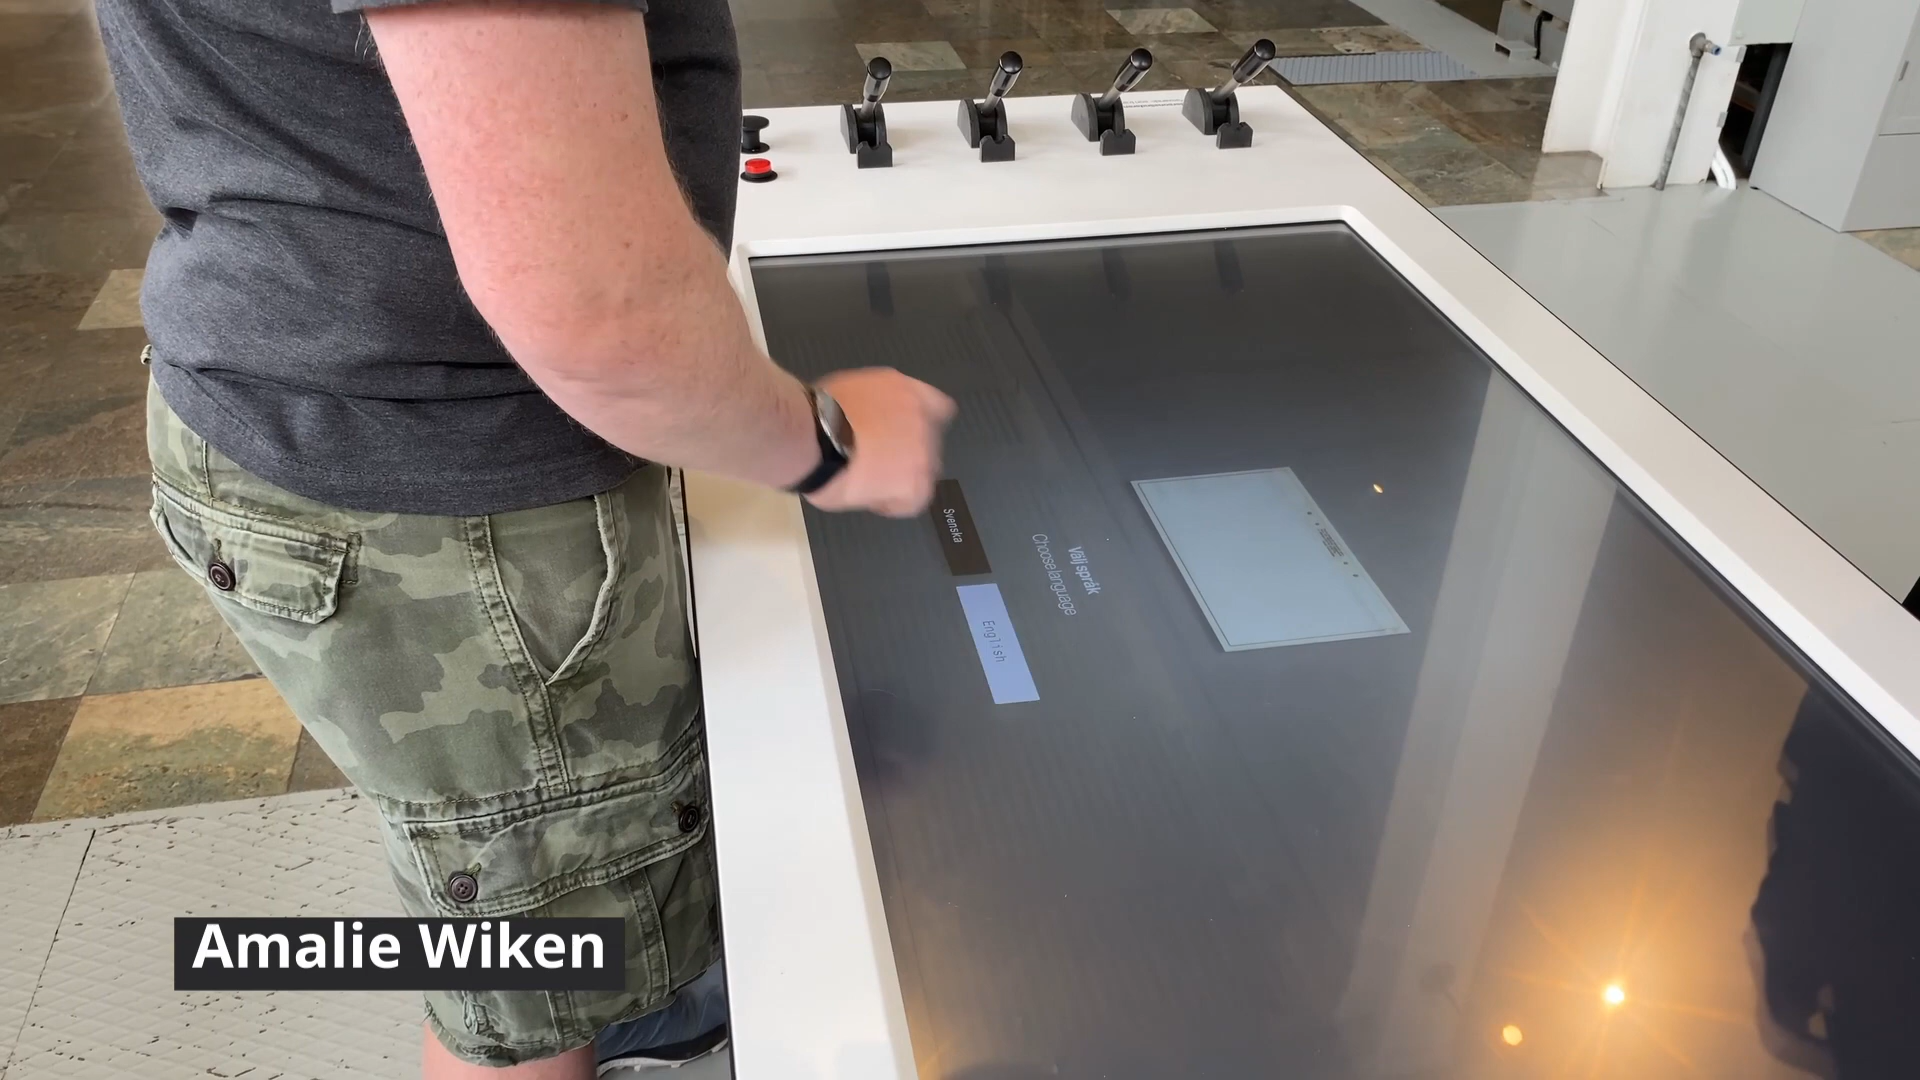 Svenska
English
Välj språk
Choose language
Amalie Wiken